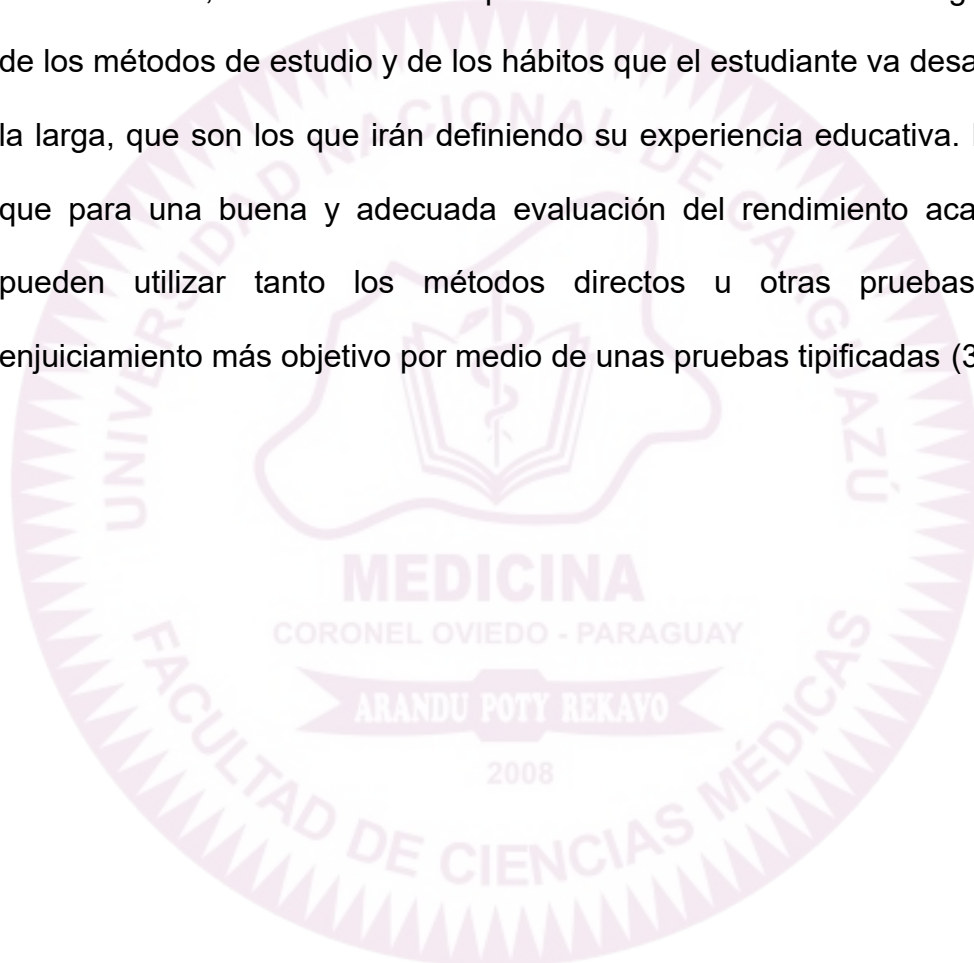 de los métodos de estudio y de los hábitos que el estudiante va
la larga, que son los que irán definiendo su experiencia educativa.
que para una buena y adecuada evaluación del rendimiento
pueden utilizar tanto los métodos directos u otras pruebas
enjuiciamiento más objetivo por medio de unas pruebas tipificadas (3
UNIVERSIDAD NACIONAL DE CAAGUAZÚ
MEDICINA
CORONEL OVIEDO - PARAGUAY
ARANDU POTY REKAVO
2008
FACULTAD DE CIENCIAS MÉDICAS